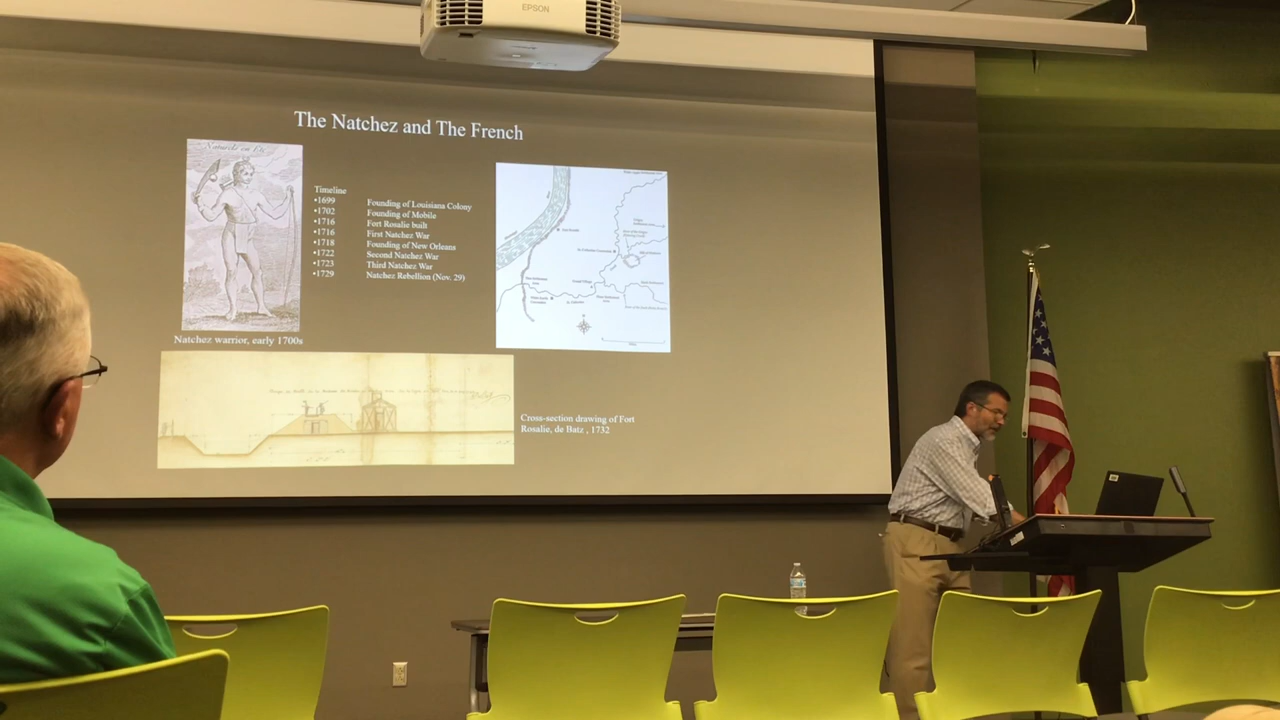 EPSON
The Natchez and The French
Timeline
•1699 Founding of Louisiana Colony
•1702 Founding of Mobile
•1716 Fort Rosalie built
•1716 First Natchez War
•1718 Founding of New Orleans
•1722 Second Natchez War
•1723 Third Natchez War
•1729 Natchez Rebellion (Nov. 29)
Natchez warrior, early 1700s
Cross-section drawing of Fort
Rosalie, de Batz , 1732